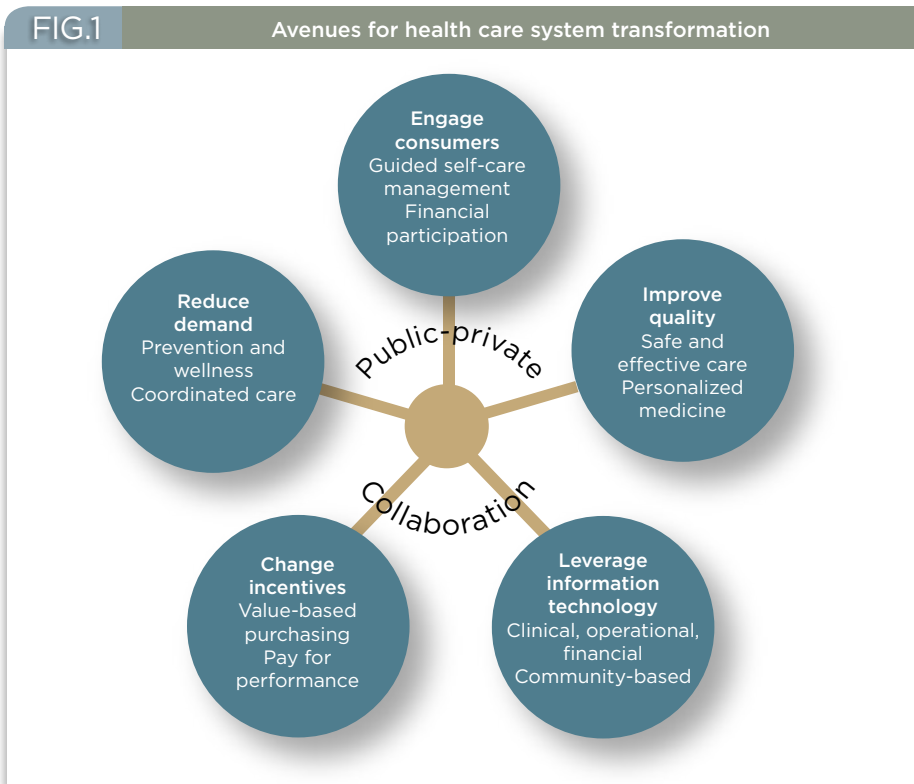 FIG.1
Avenues for health care system transformation
Engage
consumers
Guided self-care
management
Financial
participation
Reduce
demand
Prevention and
wellness
Coordinated care
Improve
quality
Safe and
effective care
Personalized
medicine
Public-private
Collaboration
Change
incentives
Value-based
purchasing
Pay for
performance
Leverage
information
technology
Clinical, operational,
financial
Community-based